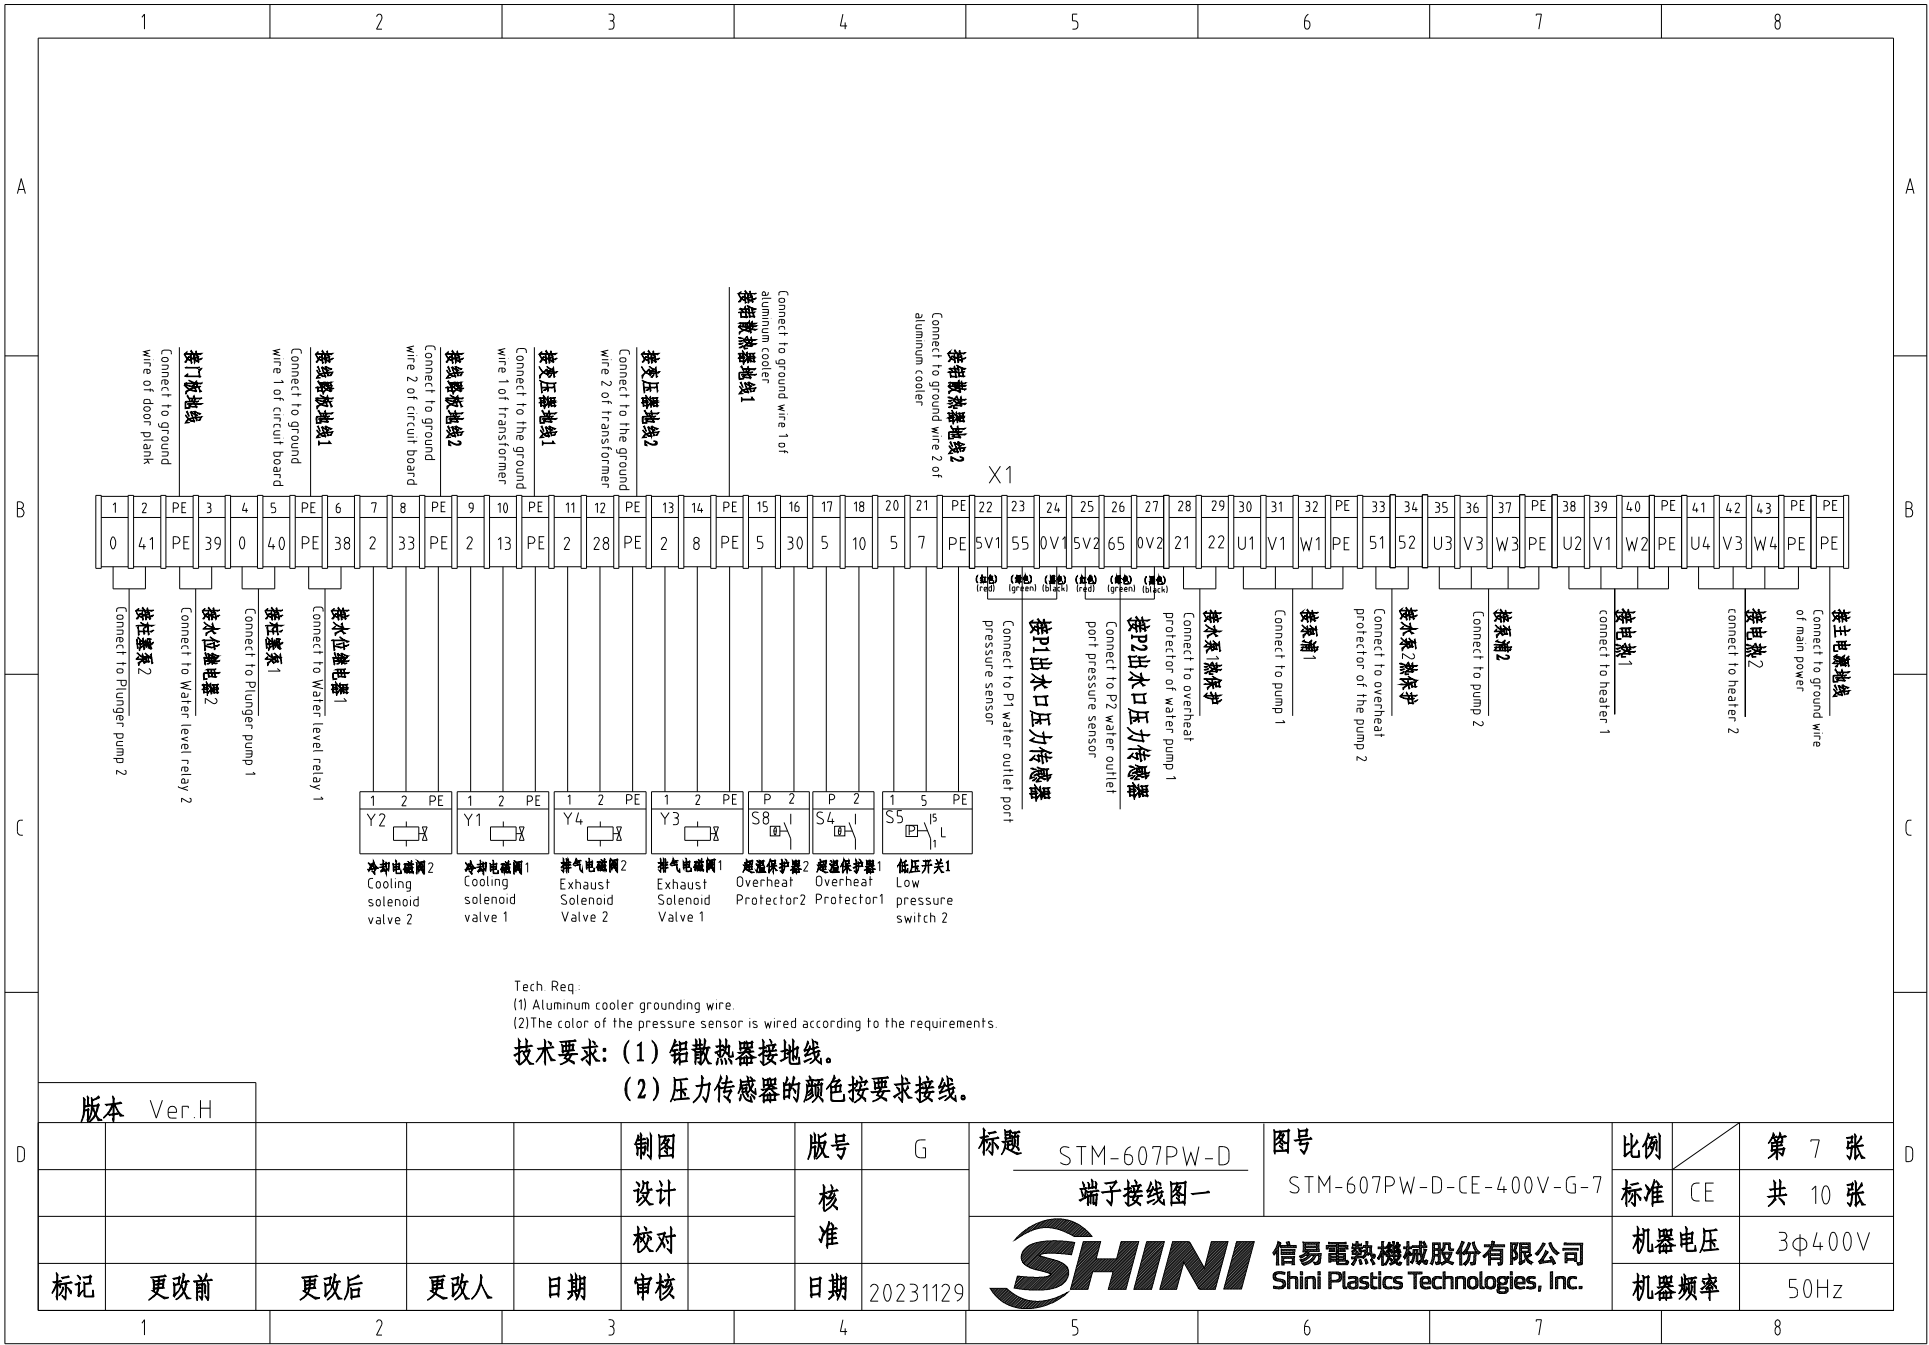 1 2 3 4 5 6 7 8
A A
接门板地线
Connect to ground
wire of door plank
接线路板地线1
Connect to ground
wire 1 of circuit board
接线路板地线2
Connect to ground
wire 2 of circuit board
接变压器地线1
Connect to the ground
wire 1 of transformer
接变压器地线2
Connect to the ground
wire 2 of transformer
Connect to ground wire 1 of
aluminum cooler
接铝散热器地线1
接铝散热器地线2
Connect to ground wire 2 of
aluminum cooler
X1
B B
1 2 PE 3 4 5 PE 6 7 8 PE 9 10 PE 11 12 PE 13 14 PE 15 16 17 18 20 21 PE 22 23 24 25 26 27 28 29 30 31 32 PE 33 34 35 36 37 PE 38 39 40 PE 41 42 43 PE PE
0 41 PE 39 0 40 PE 38 2 33 PE 2 13 PE 2 28 PE 2 8 PE 5 30 5 10 5 7 PE 5V1 55 0V1 5V2 65 0V2 21 22 U1 V1 W1 PE 51 52 U3 V3 W3 PE U2 V1 W2 PE U4 V3 W4 PE PE
(红色) (绿色) (黑色) (红色) (绿色) (黑色)
(red) (green) (black) (red) (green) (black)
接柱塞泵2
Connect to Plunger pump 2
接水位继电器2
Connect to Water level relay 2
接柱塞泵1
Connect to Plunger pump 1
接水位继电器1
Connect to Water level relay 1
接P1出水口压力传感器
Connect to P1 water outlet port
pressure sensor
接P2出水口压力传感器
Connect to P2 water outlet
port pressure sensor
接水泵1热保护
Connect to overheat
protector of water pump 1
接泵浦1
Connect to pump 1
接水泵2热保护
Connect to overheat
protector of the pump 2
接泵浦2
Connect to pump 2
接电热1
connect to heater 1
接电热2
connect to heater 2
接主电源地线
Connect to ground wire
of main power
1 2 PE 1 2 PE 1 2 PE 1 2 PE P 2 P 2 1 5 PE
Y2 Y1 Y4 Y3 S8 S4 S5
P 5 L 1
C C
冷却电磁阀2
Cooling
solenoid
valve 2
冷却电磁阀1
Cooling
solenoid
valve 1
排气电磁阀2
Exhaust
Solenoid
Valve 2
排气电磁阀1
Exhaust
Solenoid
Valve 1
超温保护器2
Overheat
Protector2
超温保护器1
Overheat
Protector1
低压开关1
Low
pressure
switch 2
Tech. Req.:
(1) Aluminum cooler grounding wire.
(2)The color of the pressure sensor is wired according to the requirements.
技术要求:（1）铝散热器接地线。
（2）压力传感器的颜色按要求接线。
版本 Ver.H
D D
制图 版号 G
设计 核
校对 准
标记 更改前 更改后 更改人 日期 审核 日期 20231129
标题 STM-607PW-D
端子接线图一
图号
STM-607PW-D-CE-400V-G-7
比例 第 7 张
标准 CE 共 10 张
机器电压 3ф400V
机器频率 50Hz
SHINI
信易電熱機械股份有限公司
Shini Plastics Technologies, Inc.
1 2 3 4 5 6 7 8